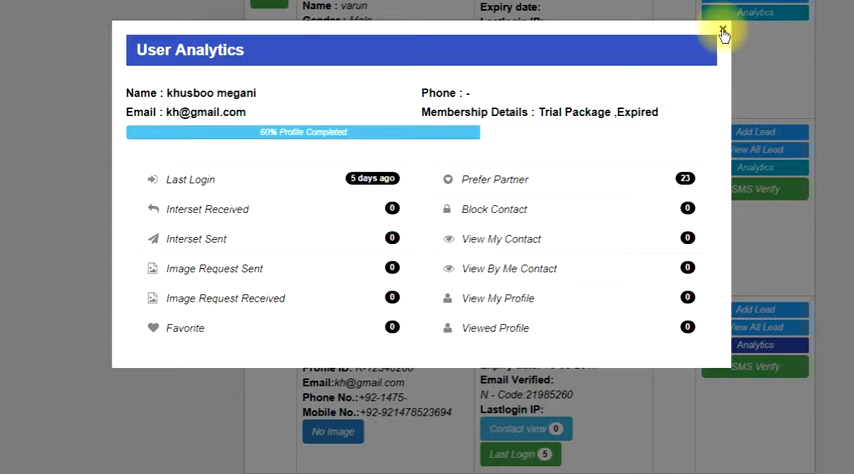 Name : varun
Gender : Male
Expiry date:
Lastlogin IP:
Analytics
User Analytics
Name : khusboo megani
Phone : -
Email : kh@gmail.com
Membership Details : Trial Package ,Expired
60% Profile Completed
Last Login 5 days ago
Prefer Partner 23
Interset Received 0
Block Contact 0
Interset Sent 0
View My Contact 0
Image Request Sent 0
View By Me Contact 0
Image Request Received 0
View My Profile 0
Favorite 0
Viewed Profile 0
Add Lead
View All Lead
Analytics
SMS Verify
Add Lead
View All Lead
Analytics
SMS Verify
Email:kh@gmail.com
Phone No.:+92-1475-
Mobile No.:+92-921478523694
No Image
Email Verified:
N - Code:21985260
Lastlogin IP:
Contact view 0
Last Login 5